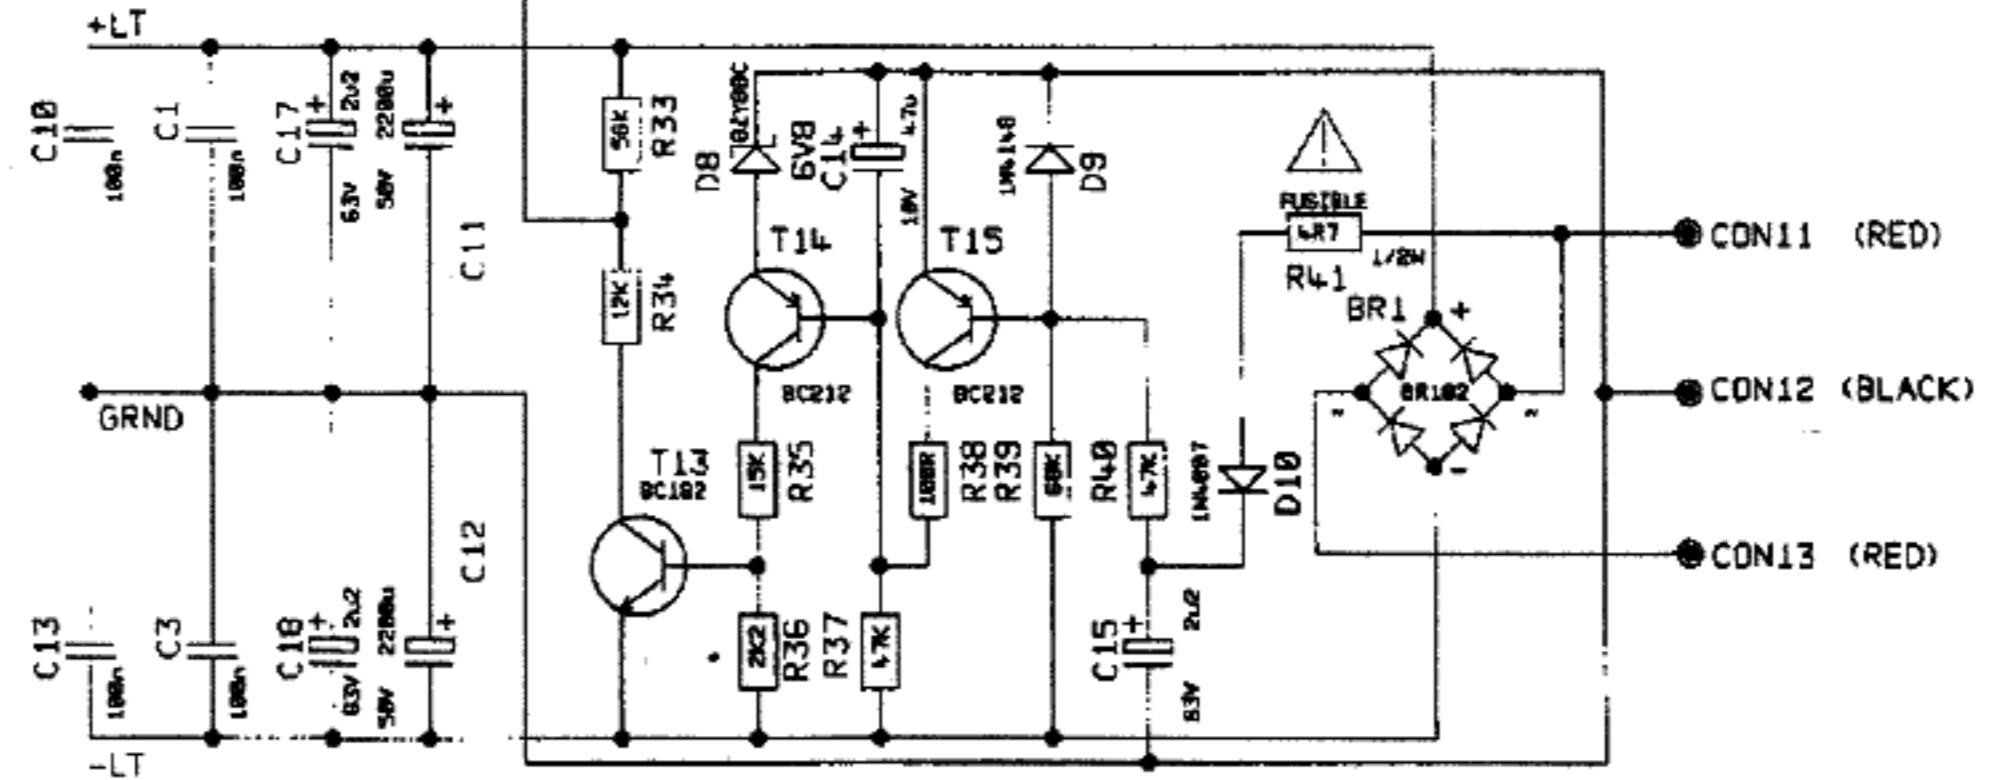 +LT
C10
100n
C1
100n
C17
+
2u2
63V
2200u
50V
+
C11
56K
R33
12K
R34
D8
BZY88C
6V8
C14
+
4.7u
10V
1N4148
D9
T14
BC212
T15
BC212
FUSIBLE
4R7
1/2W
R41
BR1
+
BR102
~
~
-
CON11 (RED)
CON12 (BLACK)
CON13 (RED)
GRND
T13
BC182
15K
R35
100R
R38
R39
68K
R40
47K
1N4007
D10
C12
C13
100n
C3
100n
C18
+
2u2
63V
2200u
50V
+
2K2
R36
R37
47K
C15
+
2u2
63V
-LT